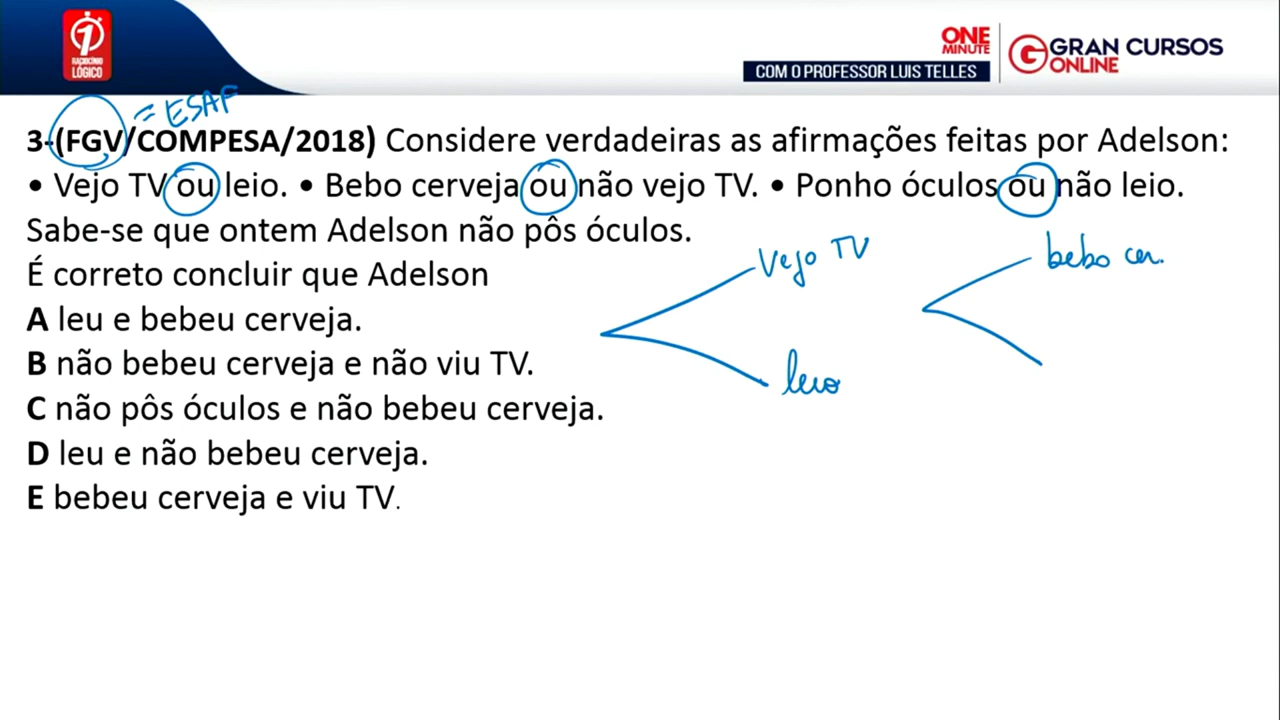 1
RACIOCÍNIO
LÓGICO
ONE
MINUTE
COM O PROFESSOR LUIS TELLES
GRAN CURSOS
ONLINE
= ESAF
3-(FGV/COMPESA/2018) Considere verdadeiras as afirmações feitas por Adelson:
• Vejo TV ou leio. • Bebo cerveja ou não vejo TV. • Ponho óculos ou não leio.
Sabe-se que ontem Adelson não pôs óculos.
É correto concluir que Adelson
A leu e bebeu cerveja.
B não bebeu cerveja e não viu TV.
C não pôs óculos e não bebeu cerveja.
D leu e não bebeu cerveja.
E bebeu cerveja e viu TV.
Vejo TV
leio
bebo cer.